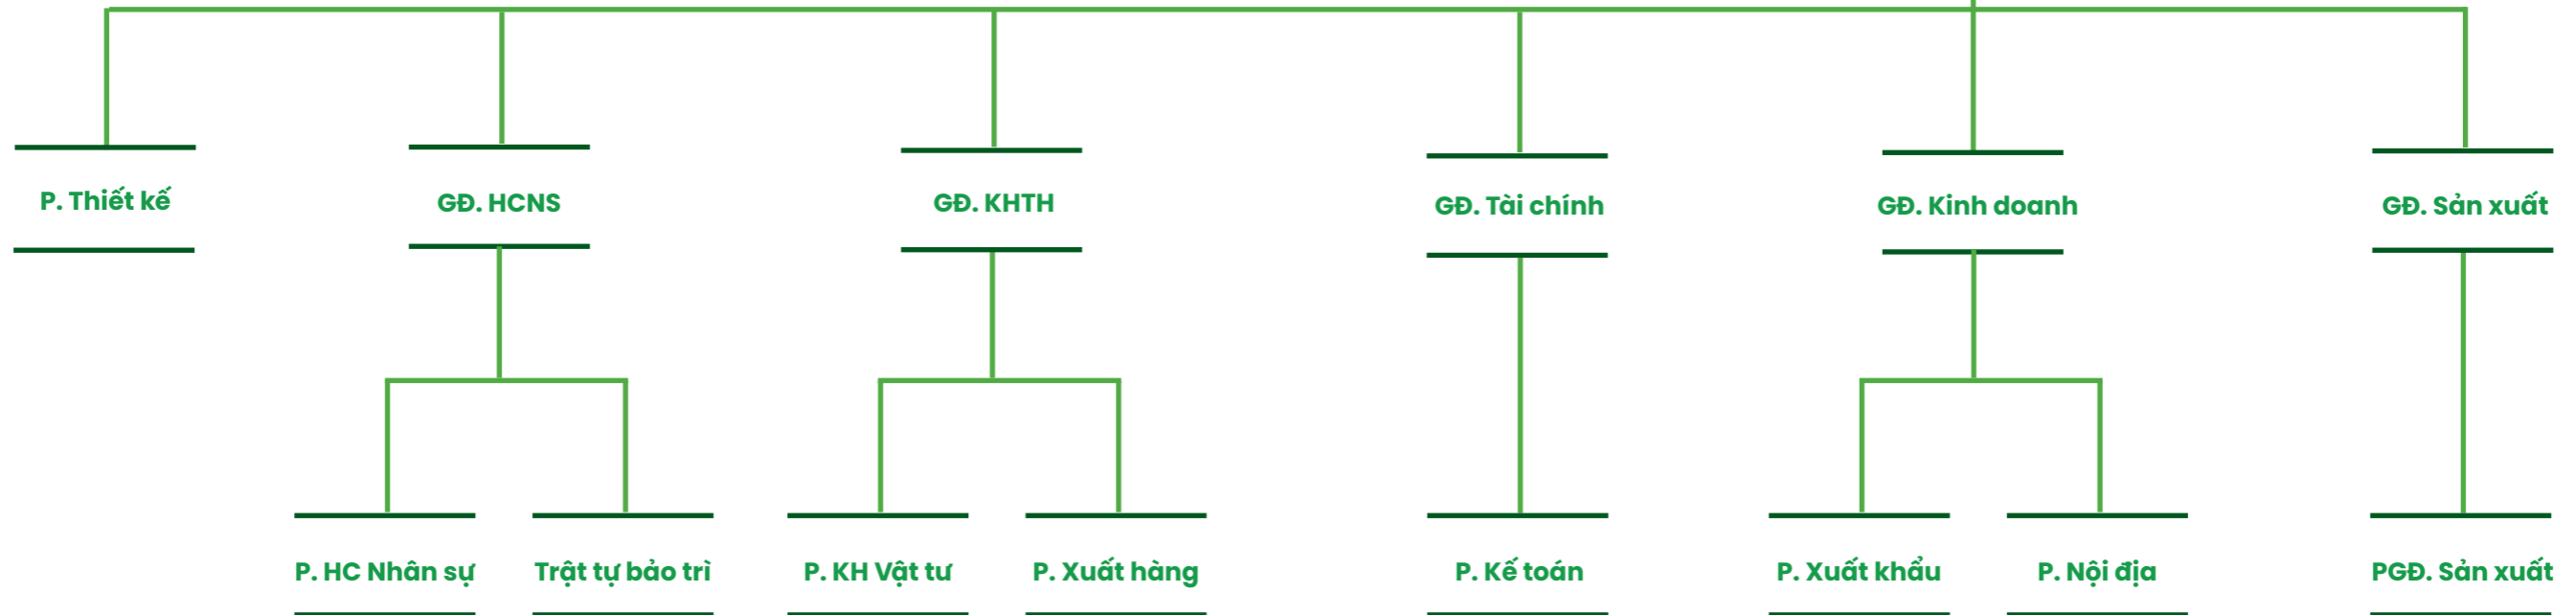 P. Thiết kế
GĐ. HCNS
GĐ. KHTH
GĐ. Tài chính
GĐ. Kinh doanh
GĐ. Sản xuất
P. HC Nhân sự
Trật tự bảo trì
P. KH Vật tư
P. Xuất hàng
P. Kế toán
P. Xuất khẩu
P. Nội địa
PGĐ. Sản xuất